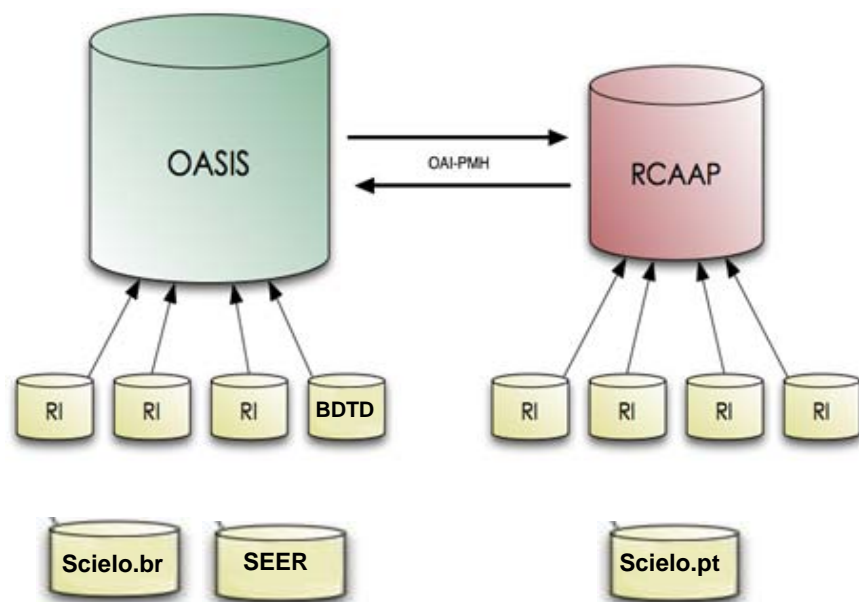 OASIS
OAI-PMH
RCAAP
RI
RI
RI
BDTD
RI
RI
RI
RI
Scielo.br
SEER
Scielo.pt